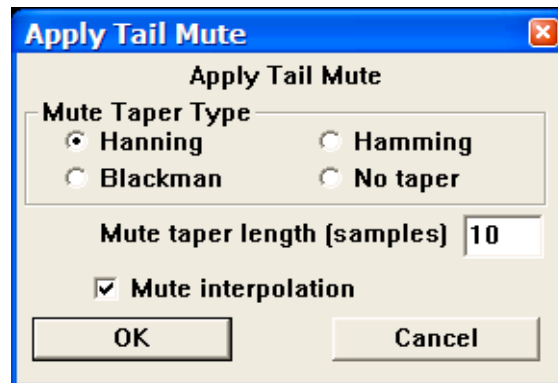 Apply Tail Mute
Apply Tail Mute
Mute Taper Type
Hanning Hamming
Blackman No taper
Mute taper length (samples) 10
Mute interpolation
OK Cancel